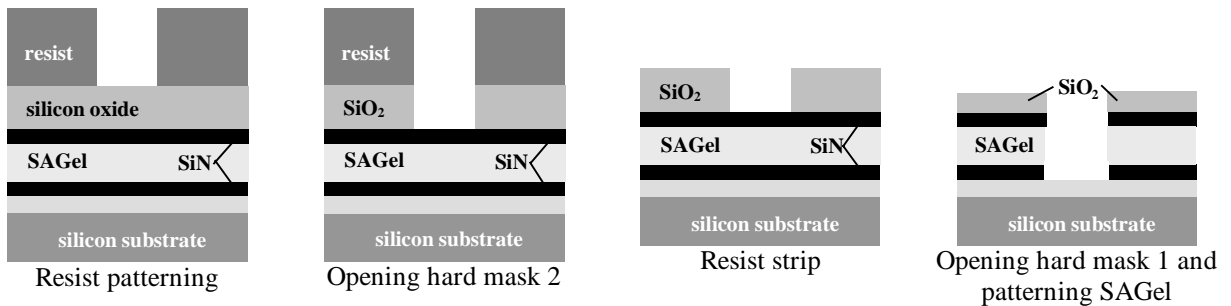 resist
silicon oxide
SAGel
SiN
silicon substrate
Resist patterning
resist
SiO2
SAGel
SiN
silicon substrate
Opening hard mask 2
SiO2
SAGel
SiN
silicon substrate
Resist strip
SiO2
SAGel
silicon substrate
Opening hard mask 1 and
patterning SAGel